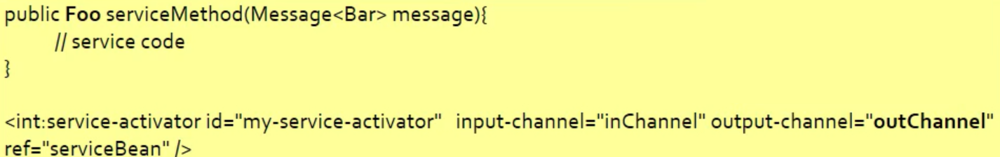 public Foo serviceMethod(Message<Bar> message){
// service code
}
<int:service-activator id="my-service-activator" input-channel="inChannel" output-channel="outChannel"
ref="serviceBean" />